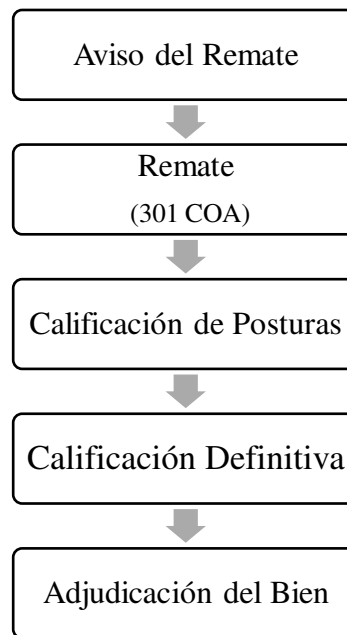 Aviso del Remate
Remate
(301 COA)
Calificación de Posturas
Calificación Definitiva
Adjudicación del Bien